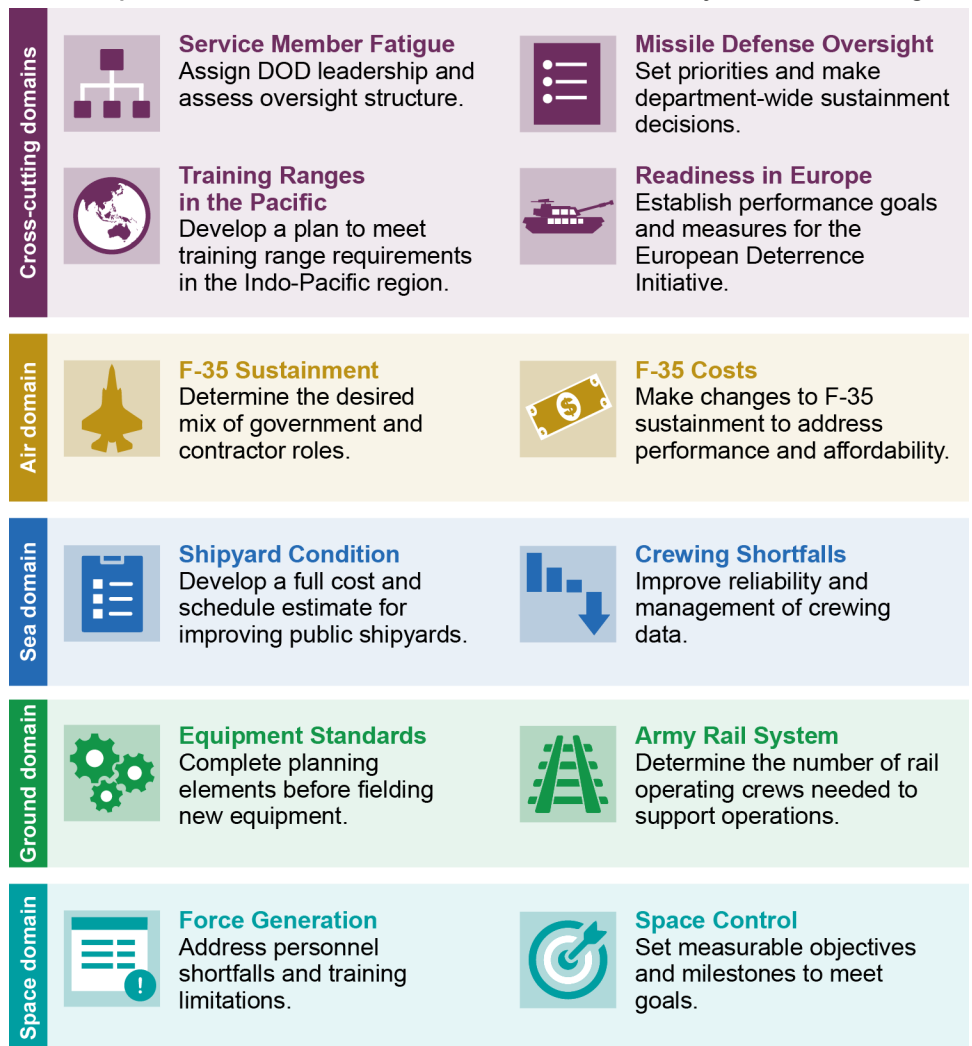 Cross-cutting domains
Service Member Fatigue
Assign DOD leadership and
assess oversight structure.
Missile Defense Oversight
Set priorities and make
department-wide sustainment
decisions.
Training Ranges
in the Pacific
Develop a plan to meet
training range requirements
in the Indo-Pacific region.
Readiness in Europe
Establish performance goals
and measures for the
European Deterrence
Initiative.
Air domain
F-35 Sustainment
Determine the desired
mix of government and
contractor roles.
F-35 Costs
Make changes to F-35
sustainment to address
performance and affordability.
$
Sea domain
Shipyard Condition
Develop a full cost and
schedule estimate for
improving public shipyards.
Crewing Shortfalls
Improve reliability and
management of crewing
data.
Ground domain
Equipment Standards
Complete planning
elements before fielding
new equipment.
Army Rail System
Determine the number of rail
operating crews needed to
support operations.
Space domain
!
Force Generation
Address personnel
shortfalls and training
limitations.
Space Control
Set measurable objectives
and milestones to meet
goals.